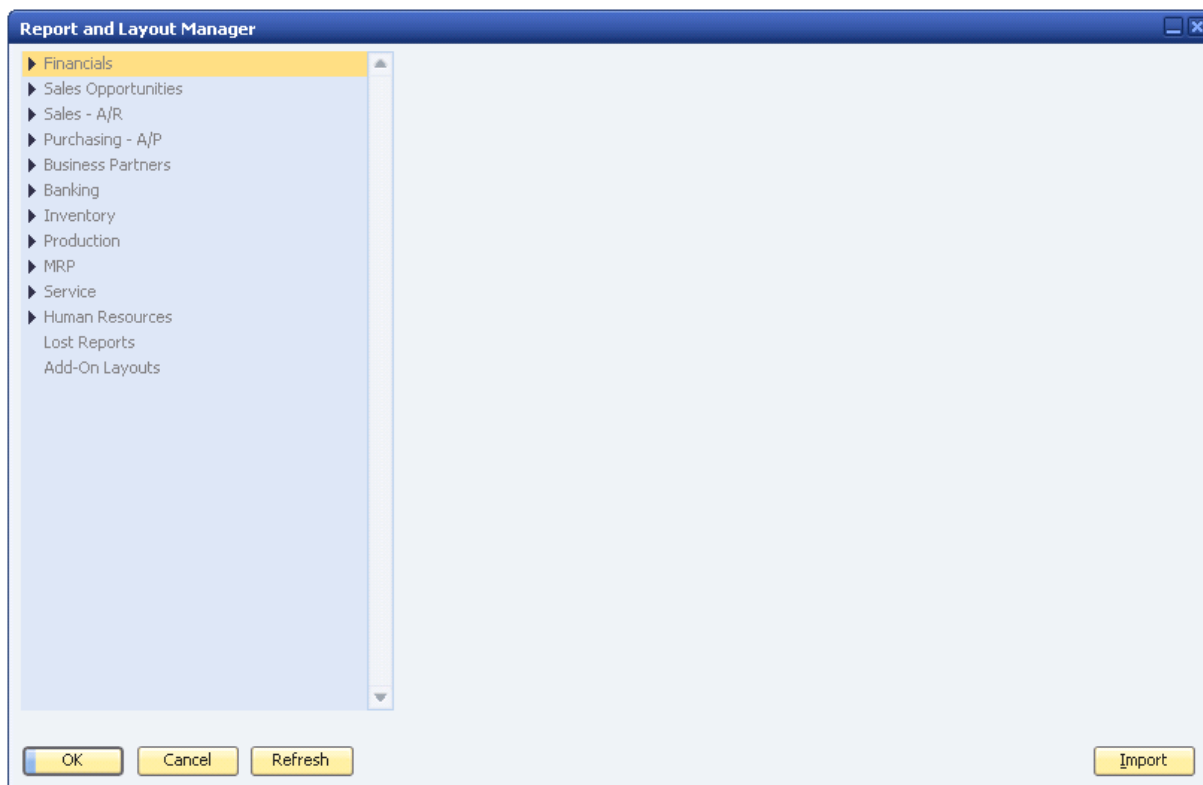 Report and Layout Manager
Financials
Sales Opportunities
Sales - A/R
Purchasing - A/P
Business Partners
Banking
Inventory
Production
MRP
Service
Human Resources
Lost Reports
Add-On Layouts
OK Cancel Refresh Import